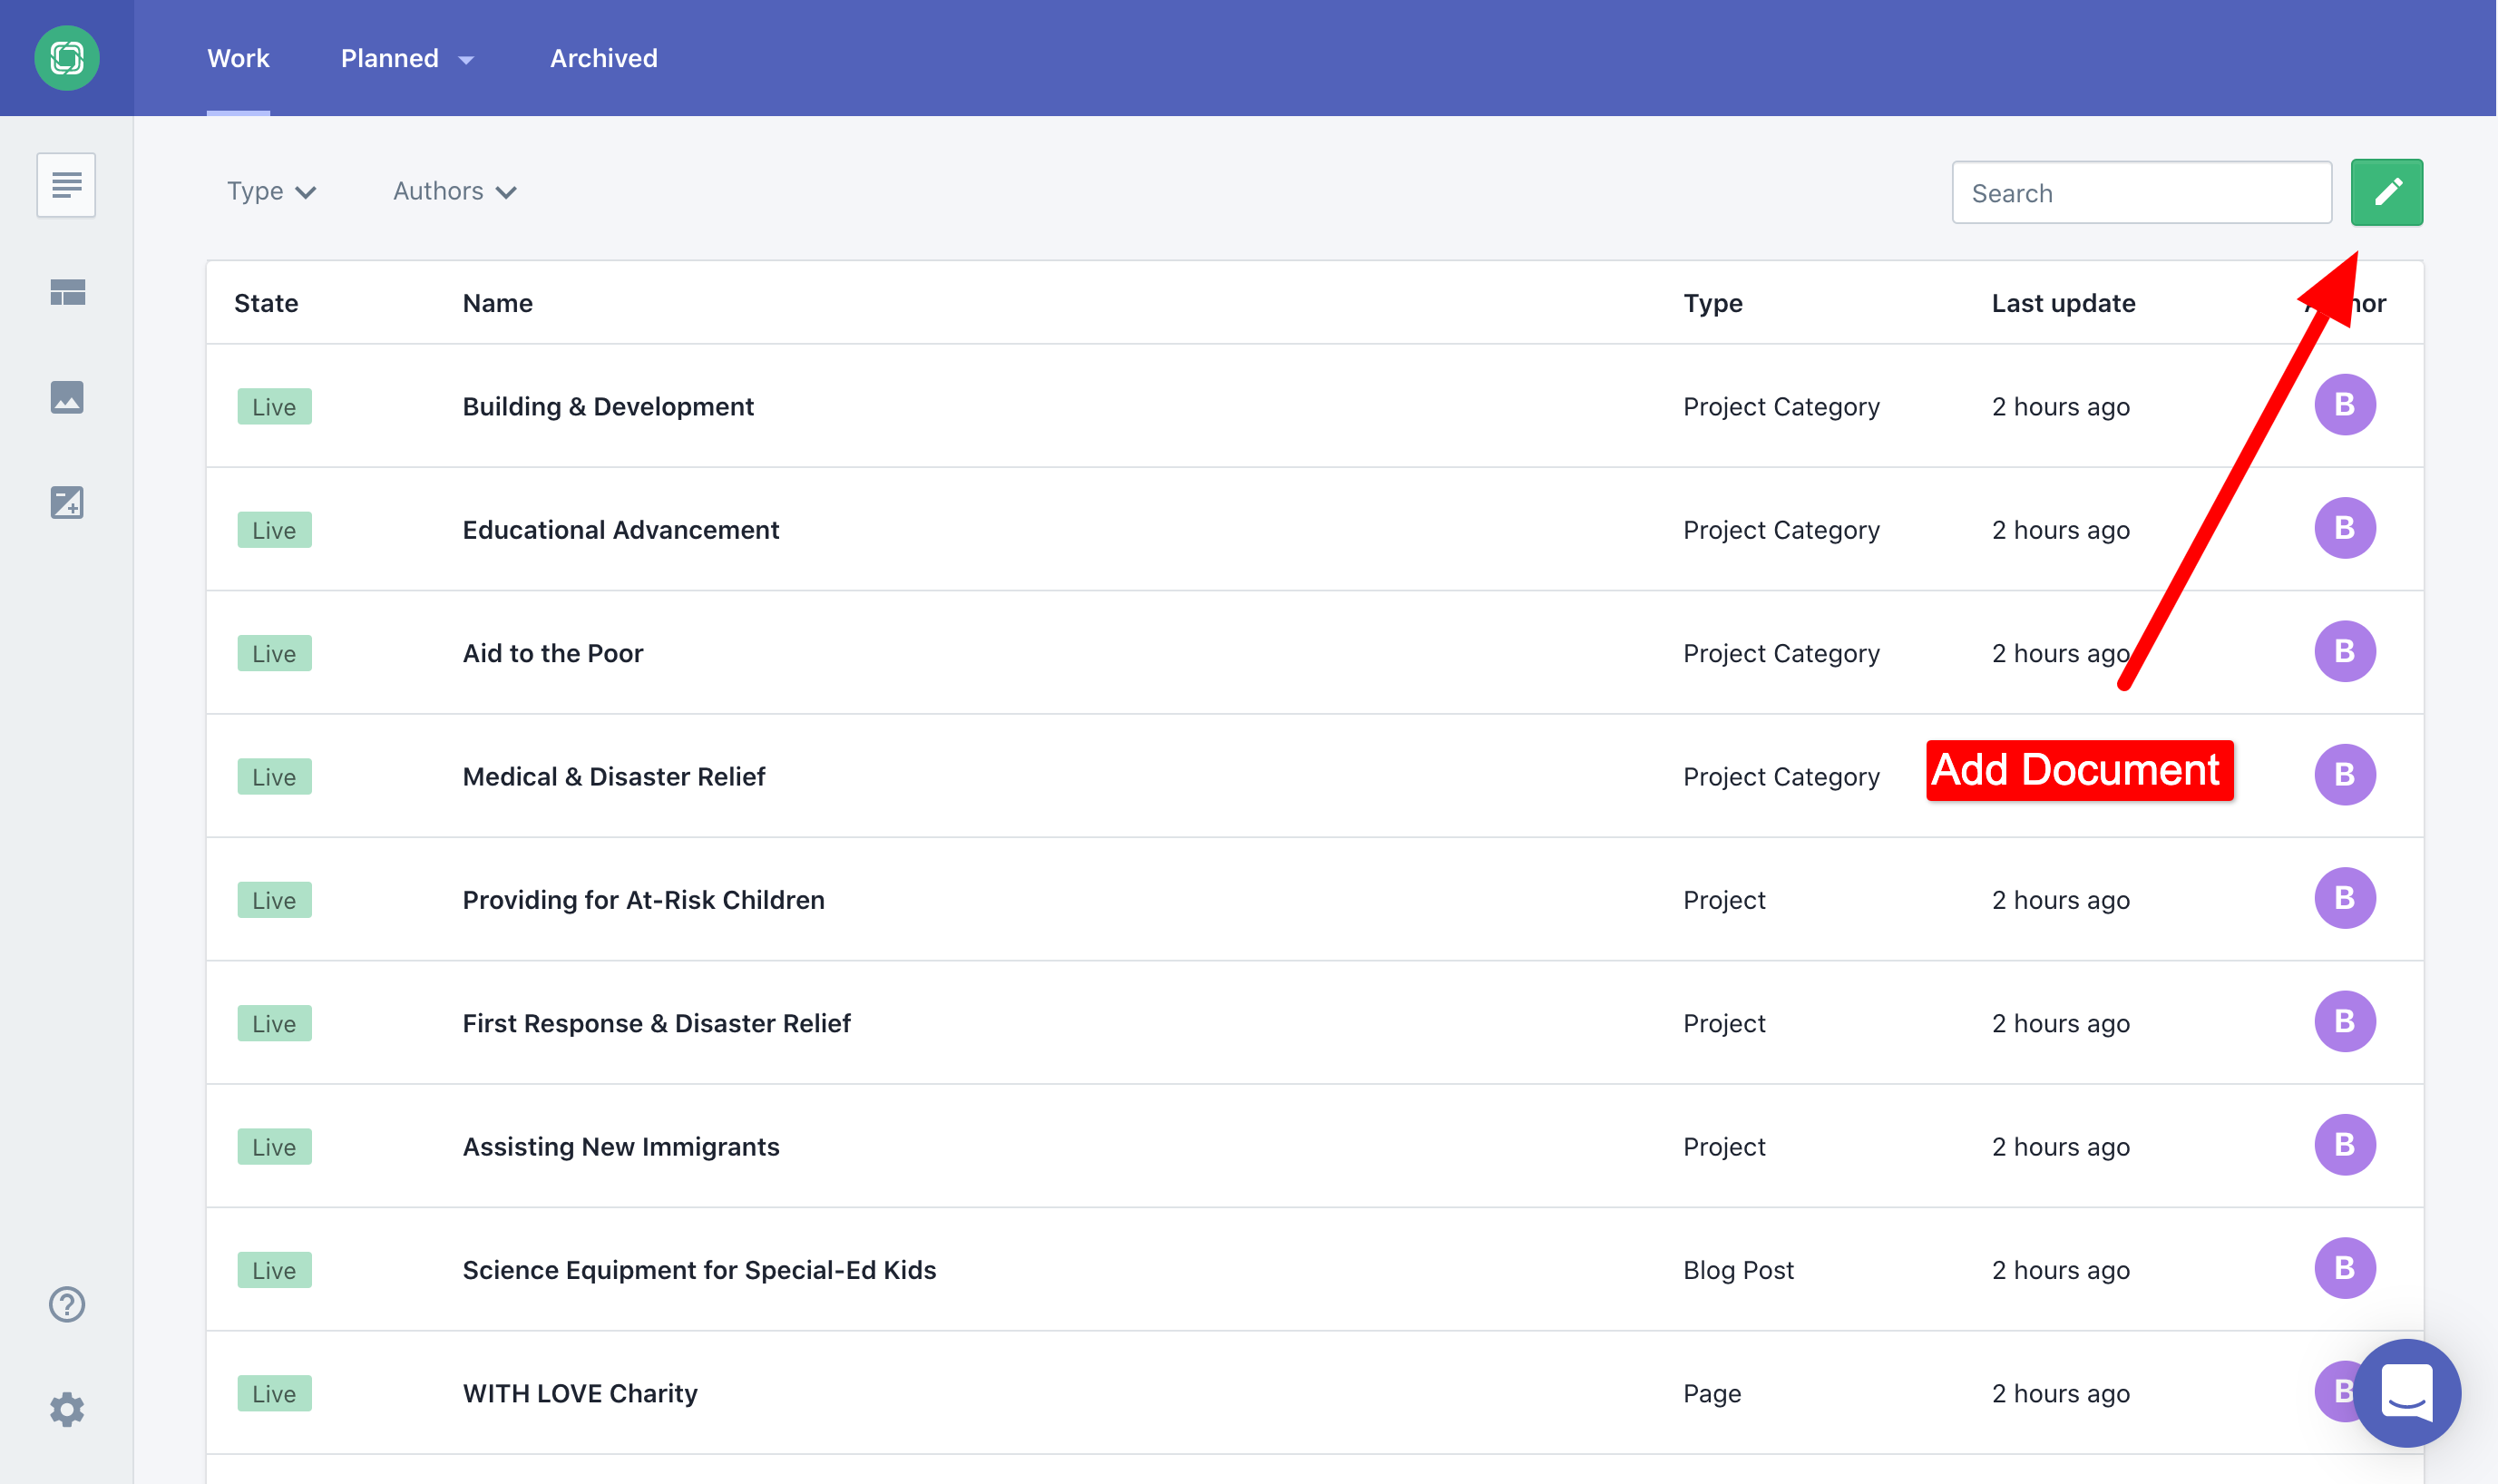 Work Planned Archived
Type Authors Search
State Name Type Last update
Live Building & Development Project Category 2 hours ago B
Live Educational Advancement Project Category 2 hours ago B
Live Aid to the Poor Project Category 2 hours ago B
Live Medical & Disaster Relief Project Category Add Document B
Live Providing for At-Risk Children Project 2 hours ago B
Live First Response & Disaster Relief Project 2 hours ago B
Live Assisting New Immigrants Project 2 hours ago B
Live Science Equipment for Special-Ed Kids Blog Post 2 hours ago B
Live WITH LOVE Charity Page 2 hours ago B